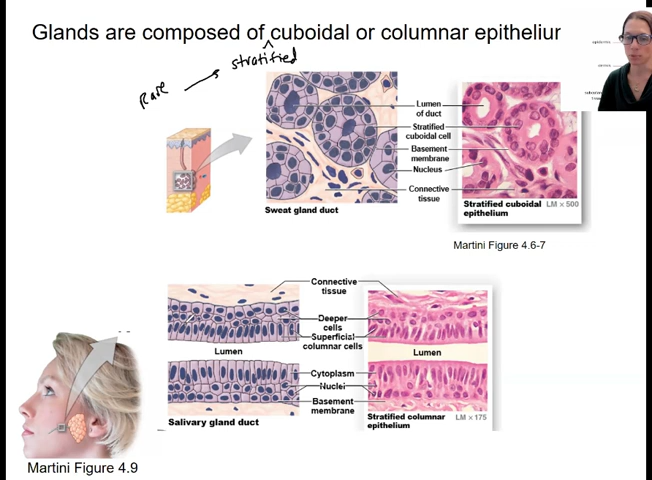 Glands are composed of cuboidal or columnar epitheliur
^
stratified
Rare
Lumen
of duct
Stratified
cuboidal cell
Basement
membrane
Nucleus
Connective
tissue
Sweat gland duct
Stratified cuboidal LM × 500
epithelium
Martini Figure 4.6-7
Connective
tissue
Deeper
cells
Superficial
columnar cells
Lumen
Lumen
Cytoplasm
Nuclei
Basement
membrane
Salivary gland duct
Stratified columnar LM × 175
epithelium
Martini Figure 4.9